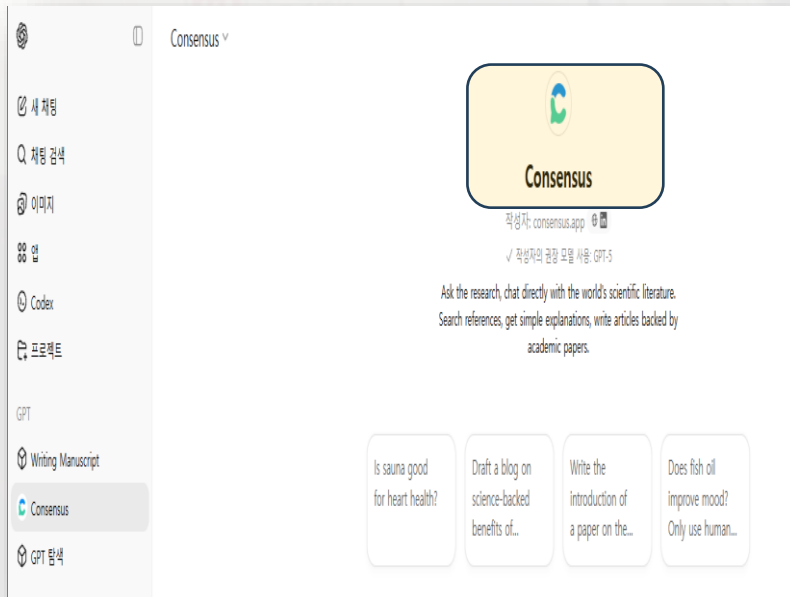 Consensus
새 채팅
채팅 검색
이미지
앱
Codex
프로젝트
GPT
Writing Manuscript
Consensus
GPT 탐색
Consensus
작성자: consensus.app
✓ 작성자의 권장 모델 사용: GPT-5
Ask the research, chat directly with the world's scientific literature.
Search references, get simple explanations, write articles backed by
academic papers.
Is sauna good
for heart health?
Draft a blog on
science-backed
benefits of...
Write the
introduction of
a paper on the...
Does fish oil
improve mood?
Only use human...